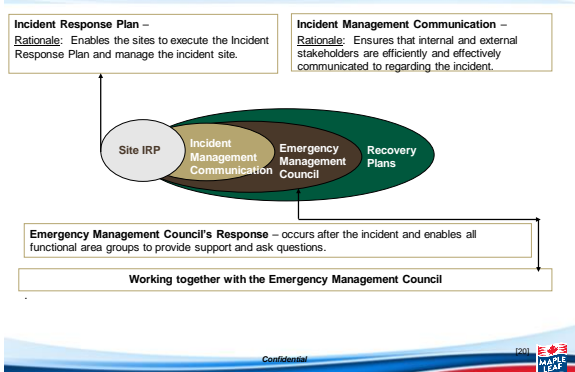 Incident Response Plan –
Rationale:  Enables the sites to execute the Incident
Response Plan and manage the incident site.
Incident Management Communication –
Rationale:  Ensures that internal and external
stakeholders are efficiently and effectively
communicated to regarding the incident.
Site IRP
Incident
Management
Communication
Emergency
Management
Council
Recovery
Plans
Emergency Management Council's Response – occurs after the incident and enables all
functional area groups to provide support and ask questions.
Working together with the Emergency Management Council
.
Confidential
[20]
MAPLE
LEAF